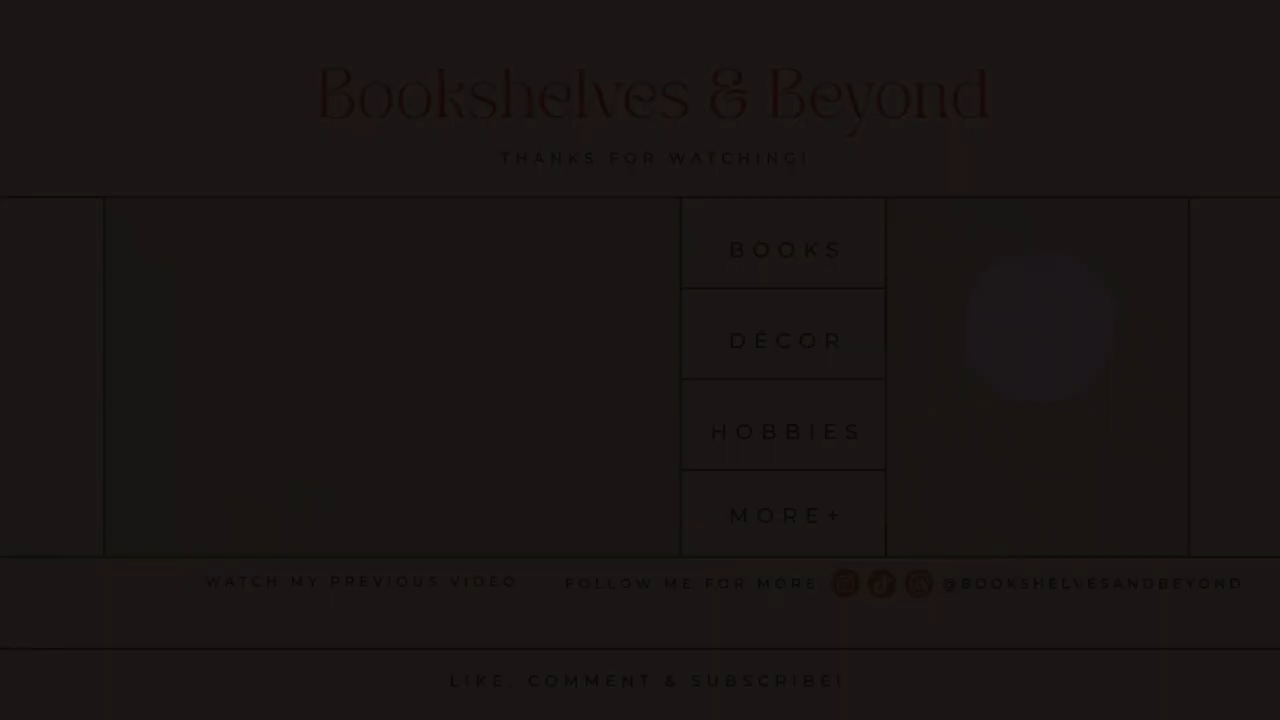 Bookshelves & Beyond
THANKS FOR WATCHING!
BOOKS
DÉCOR
HOBBIES
MORE+
WATCH MY PREVIOUS VIDEO
FOLLOW ME FOR MORE @BOOKSHELVESANDBEYOND
LIKE, COMMENT & SUBSCRIBE!